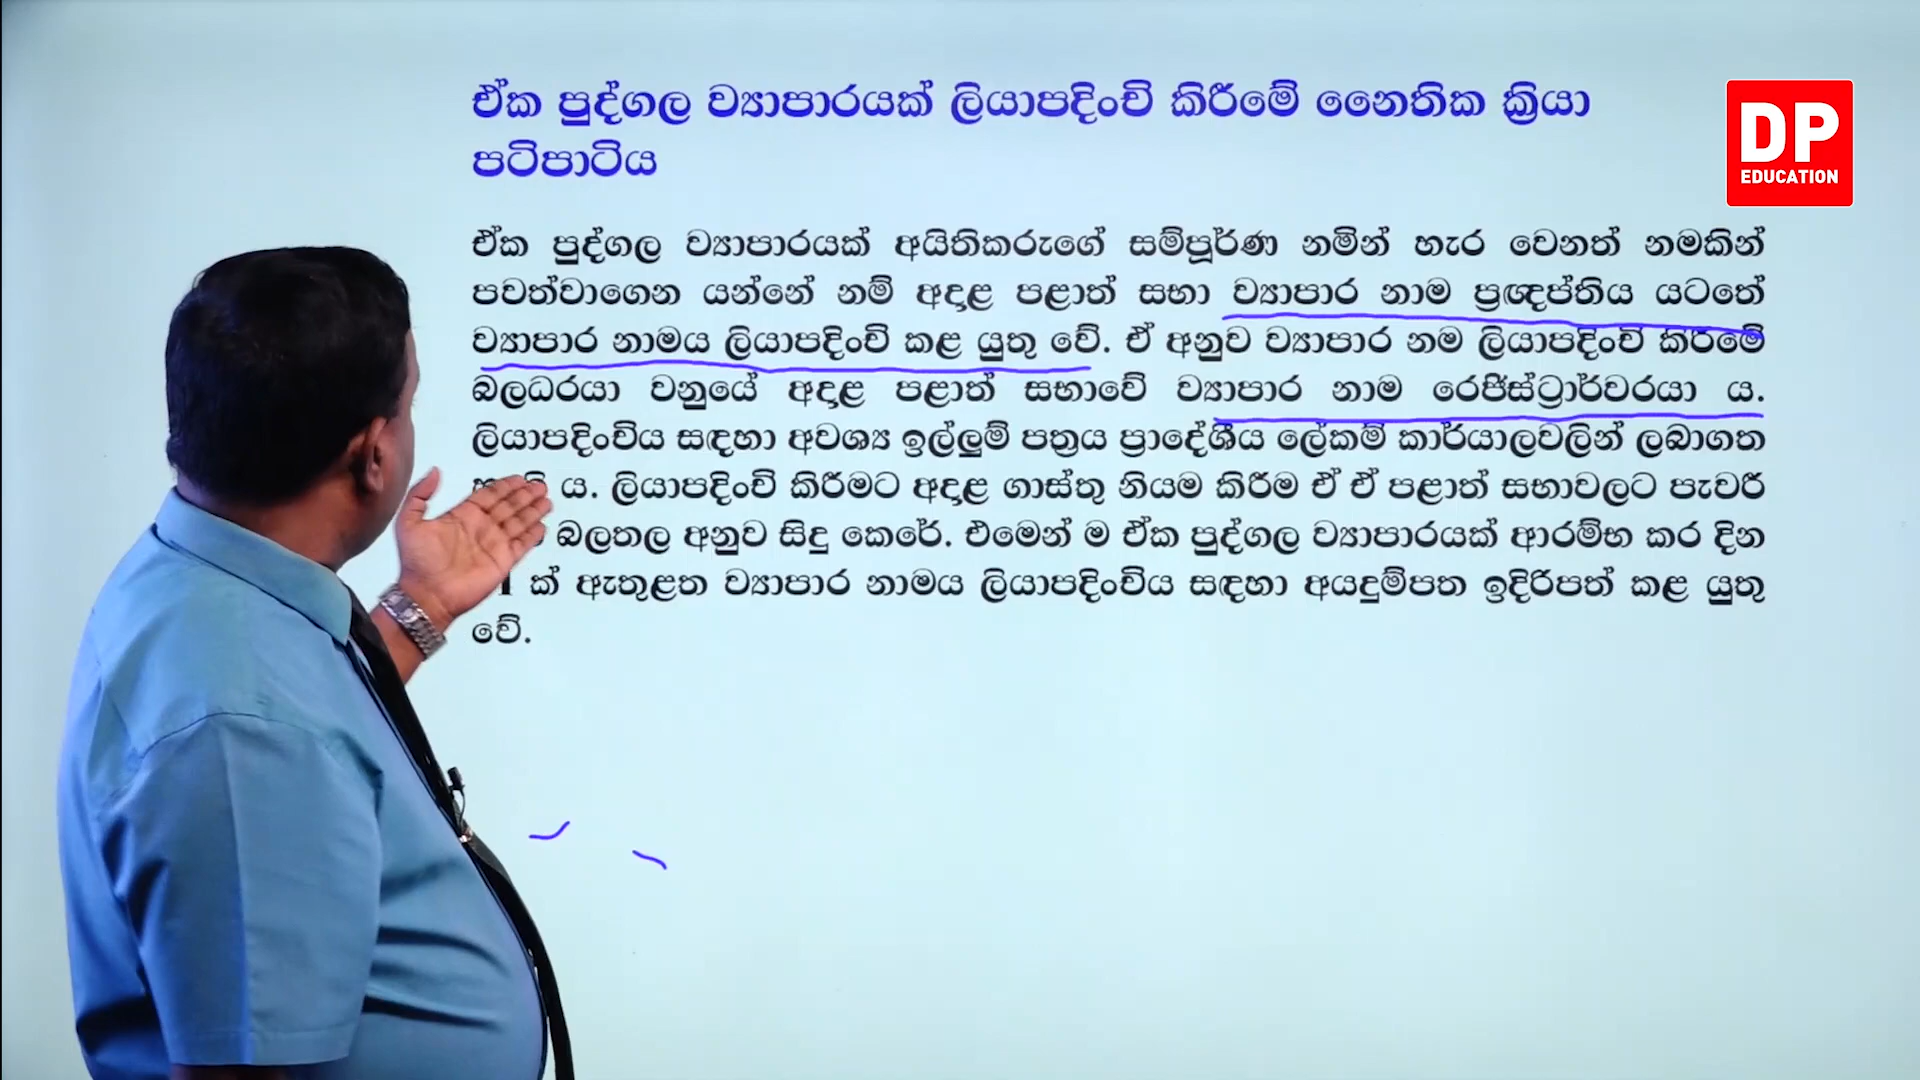 ඒක පුද්ගල ව්‍යාපාරයක් ලියාපදිංචි කිරීමේ නෛතික ක්‍රියා
පටිපාටිය
DP
EDUCATION
ඒක පුද්ගල ව්‍යාපාරයක් අයිතිකරුගේ සම්පූර්ණ නමින් හැර වෙනත් නමකින්
පවත්වාගෙන යන්නේ නම් අදාළ පළාත් සභා ව්‍යාපාර නාම ප්‍රඥප්තිය යටතේ
ව්‍යාපාර නාමය ලියාපදිංචි කළ යුතු වේ. ඒ අනුව ව්‍යාපාර නම ලියාපදිංචි කිරීමේ
බලධරයා වනුයේ අදාළ පළාත් සභාවේ ව්‍යාපාර නාම රෙජිස්ට්‍රාර්වරයා ය.
ලියාපදිංචිය සඳහා අවශ්‍ය ඉල්ලුම් පත්‍රය ප්‍රාදේශීය ලේකම් කාර්යාලවලින් ලබාගත
ය. ලියාපදිංචි කිරීමට අදාළ ගාස්තු නියම කිරීම ඒ ඒ පළාත් සභාවලට පැවරී
බලතල අනුව සිදු කෙරේ. එමෙන් ම ඒක පුද්ගල ව්‍යාපාරයක් ආරම්භ කර දින
ක් ඇතුළත ව්‍යාපාර නාමය ලියාපදිංචිය සඳහා අයදුම්පත ඉදිරිපත් කළ යුතු
වේ.